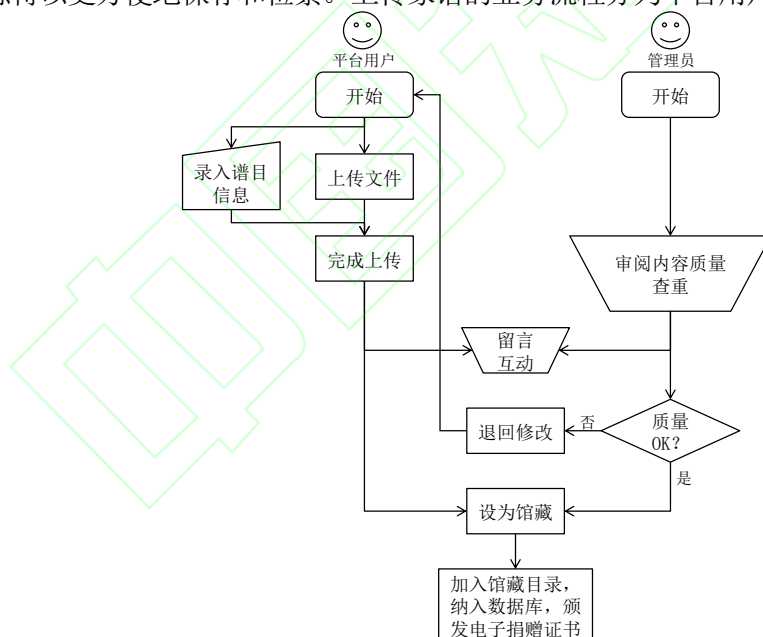 平台用户
管理员
开始
开始
录入谱目
信息
上传文件
完成上传
审阅内容质量
查重
留言
互动
退回修改
否
质量
OK?
是
设为馆藏
加入馆藏目录，
纳入数据库，颁
发电子捐赠证书